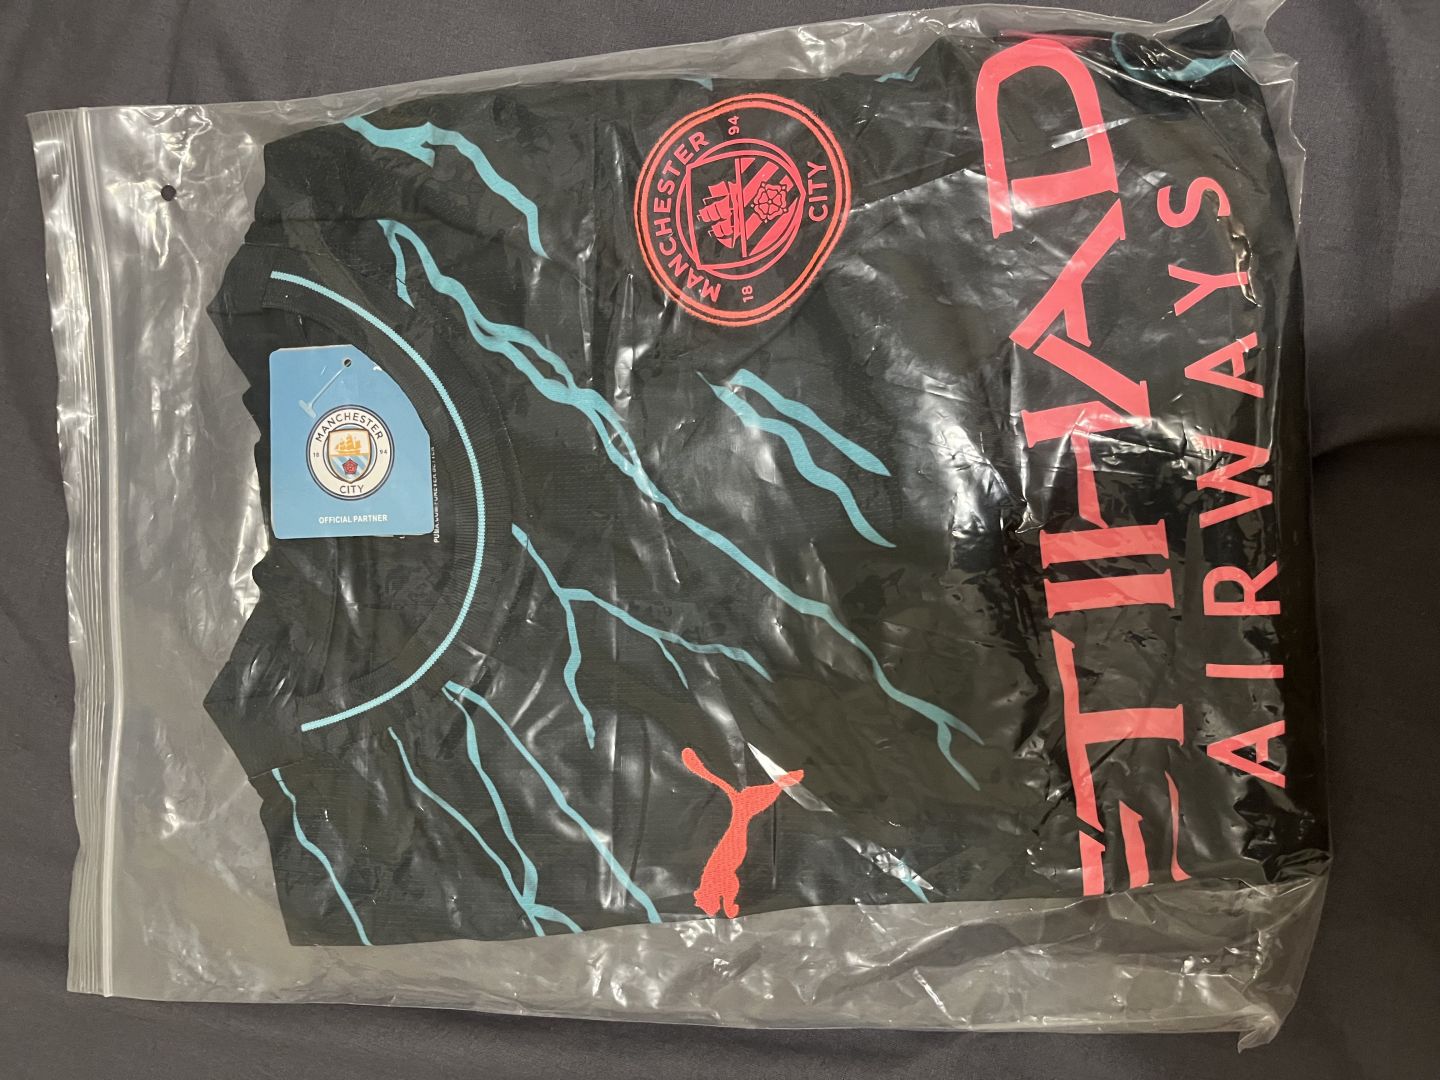 MANCHESTER
18 94
CITY
ETIHAD
AIRWAYS
MANCHESTER
18 94
CITY
OFFICIAL PARTNER